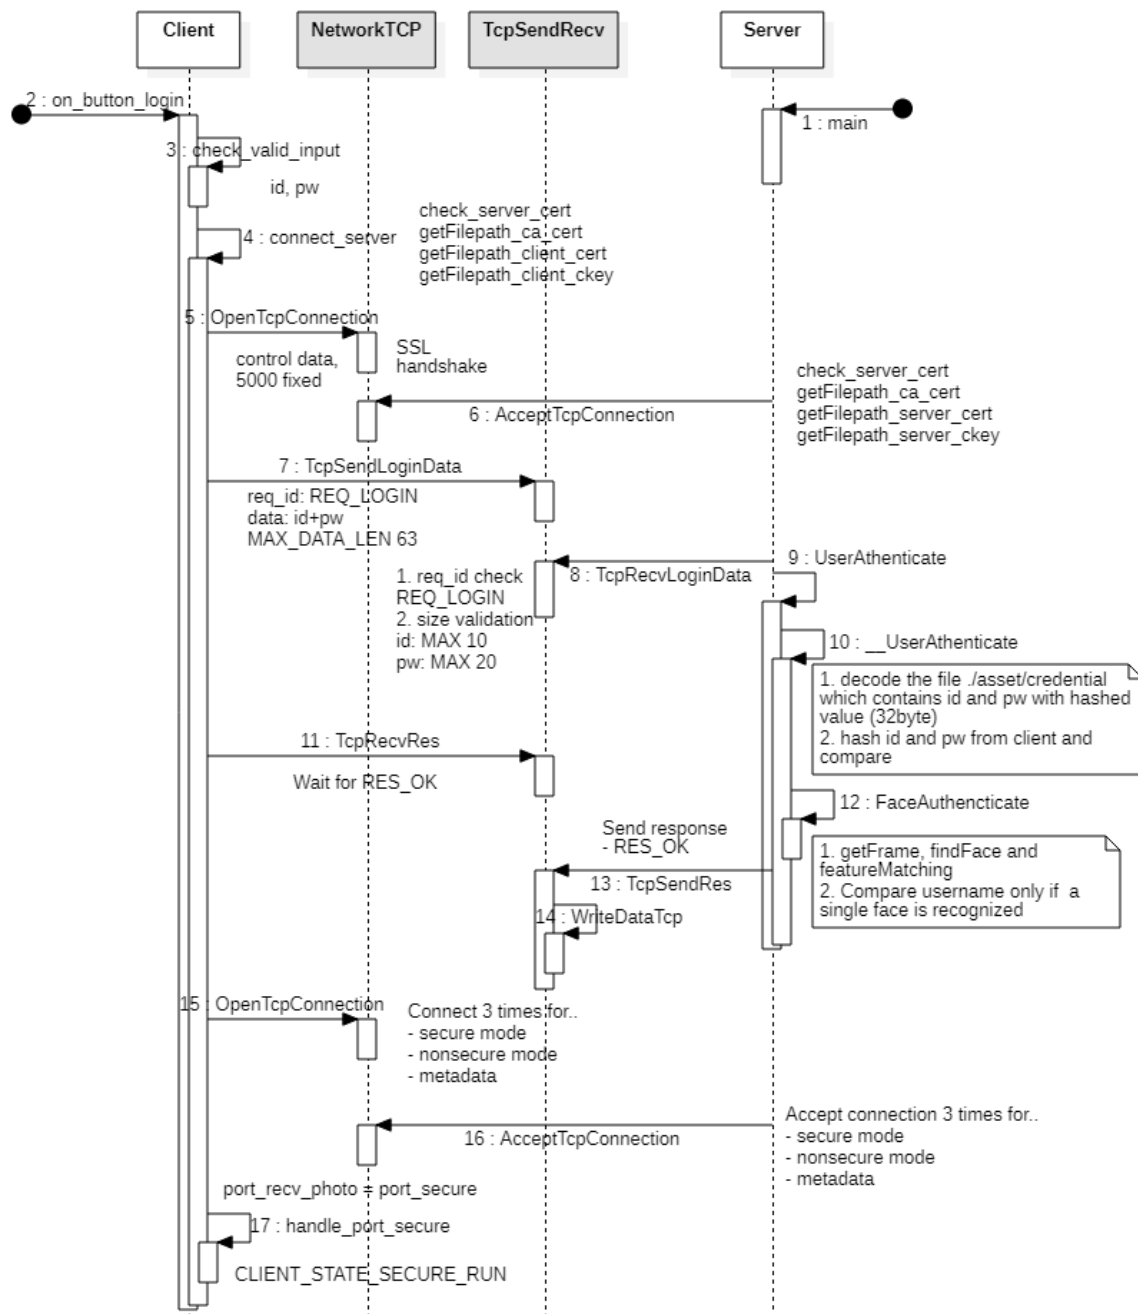 Client
NetworkTCP
TcpSendRecv
Server
2 : on_button_login
1 : main
3 : check_valid_input
id, pw
4 : connect_server
check_server_cert
getFilepath_ca_cert
getFilepath_client_cert
getFilepath_client_ckey
5 : OpenTcpConnection
control data,
5000 fixed
SSL
handshake
check_server_cert
getFilepath_ca_cert
getFilepath_server_cert
getFilepath_server_ckey
6 : AcceptTcpConnection
7 : TcpSendLoginData
req_id: REQ_LOGIN
data: id+pw
MAX_DATA_LEN 63
9 : UserAthenticate
8 : TcpRecvLoginData
1. req_id check
REQ_LOGIN
2. size validation
id: MAX 10
pw: MAX 20
10 : __UserAthenticate
1. decode the file ./asset/credential
which contains id and pw with hashed
value (32byte)
2. hash id and pw from client and
compare
11 : TcpRecvRes
Wait for RES_OK
12 : FaceAuthencticate
1. getFrame, findFace and
featureMatching
2. Compare username only if a
single face is recognized
Send response
- RES_OK
13 : TcpSendRes
14 : WriteDataTcp
15 : OpenTcpConnection
Connect 3 times for..
- secure mode
- nonsecure mode
- metadata
16 : AcceptTcpConnection
Accept connection 3 times for..
- secure mode
- nonsecure mode
- metadata
port_recv_photo = port_secure
17 : handle_port_secure
CLIENT_STATE_SECURE_RUN